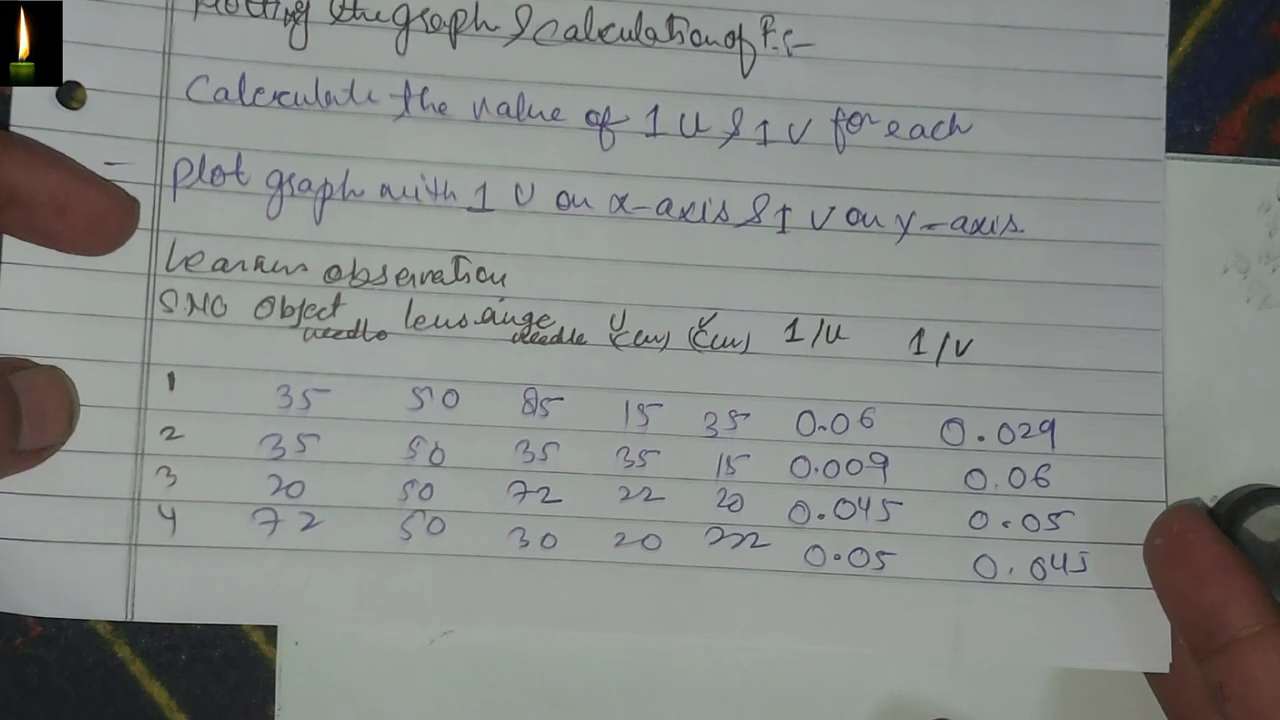 Plotting the graph & calculation of F.:-
Calculate the value of 1 U & 1 V for each
- Plot graph with 1 U on x-axis & 1 V on y-axis.
observation
S.NO Object needle lens needle U (cm) V (cm) 1/u 1/v
1 35 50 85 15 35 0.06 0.029
2 35 50 35 35 15 0.009 0.06
3 20 50 72 22 20 0.045 0.05
4 72 50 30 20 22 0.05 0.045